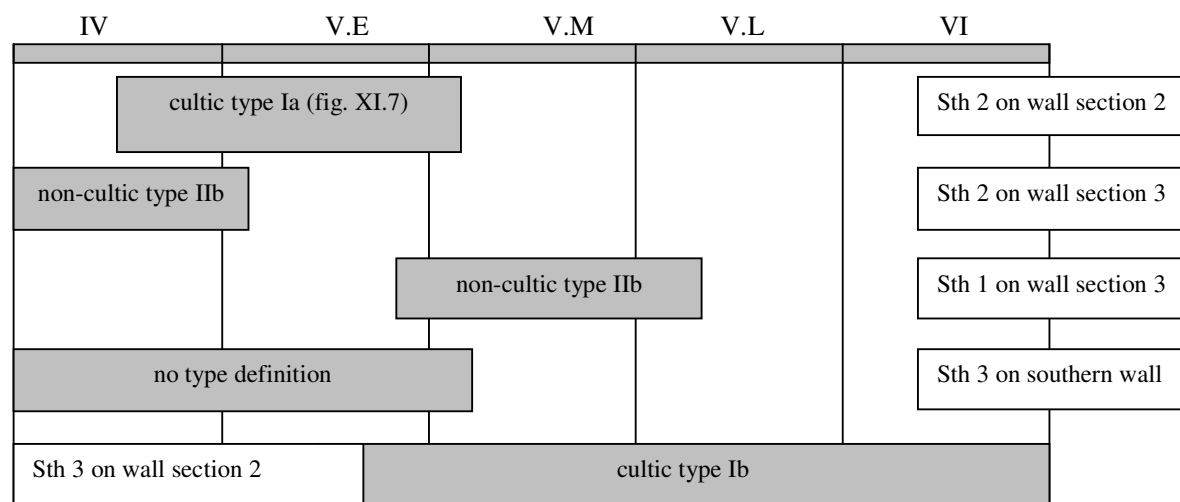 IV V.E V.M V.L VI
cultic type Ia (fig. XI.7) Sth 2 on wall section 2
non-cultic type IIb Sth 2 on wall section 3
non-cultic type IIb Sth 1 on wall section 3
no type definition Sth 3 on southern wall
Sth 3 on wall section 2 cultic type Ib